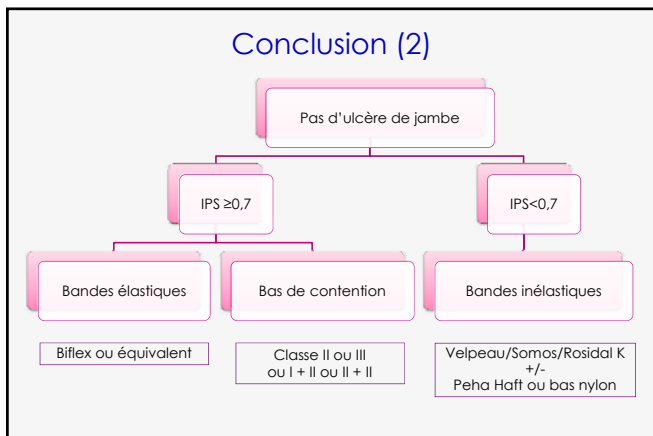 Conclusion (2)
Pas d'ulcère de jambe
IPS ≥0,7
IPS<0,7
Bandes élastiques
Bas de contention
Bandes inélastiques
Biflex ou équivalent
Classe II ou III
ou I + II ou II + II
Velpeau/Somos/Rosidal K
+/-
Peha Haft ou bas nylon